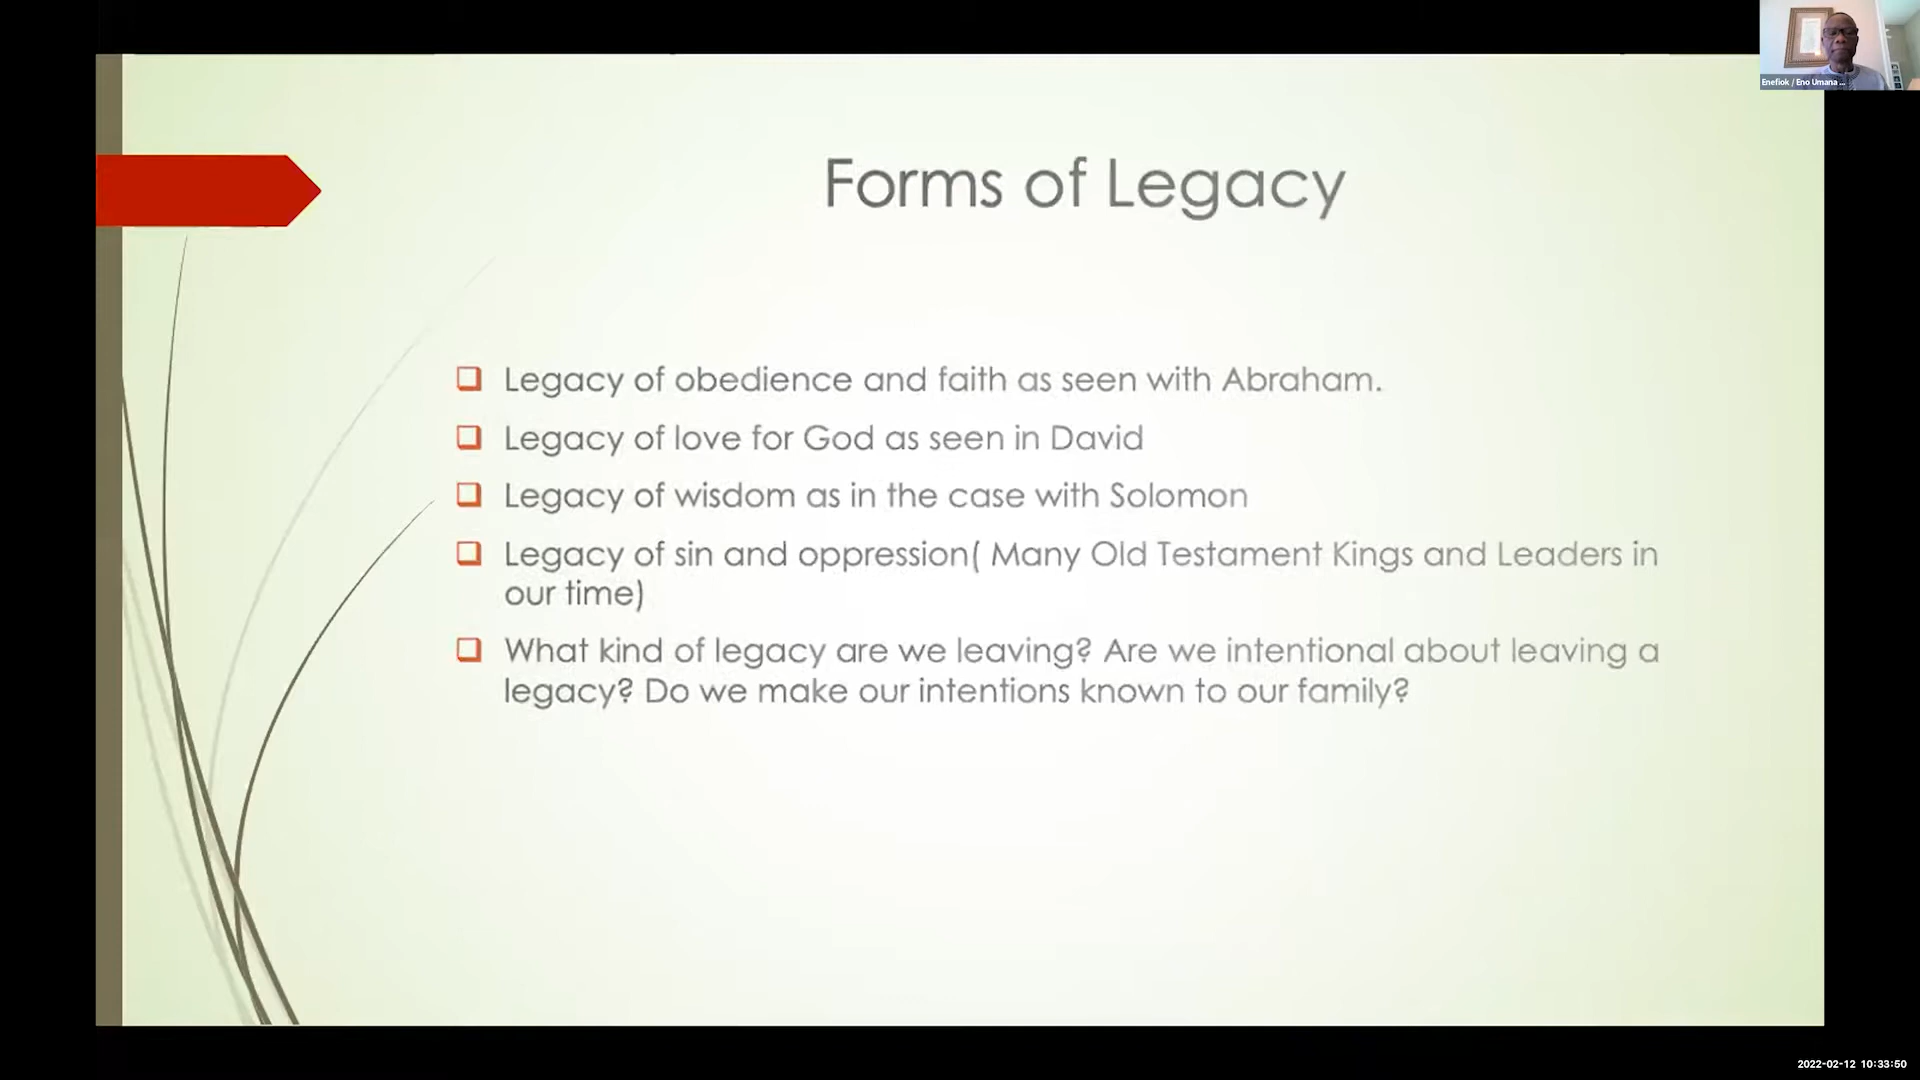 Enefiok / Eno Umana ...
Forms of Legacy
Legacy of obedience and faith as seen with Abraham.
Legacy of love for God as seen in David
Legacy of wisdom as in the case with Solomon
Legacy of sin and oppression( Many Old Testament Kings and Leaders in
our time)
What kind of legacy are we leaving? Are we intentional about leaving a
legacy? Do we make our intentions known to our family?
2022-02-12 10:33:50